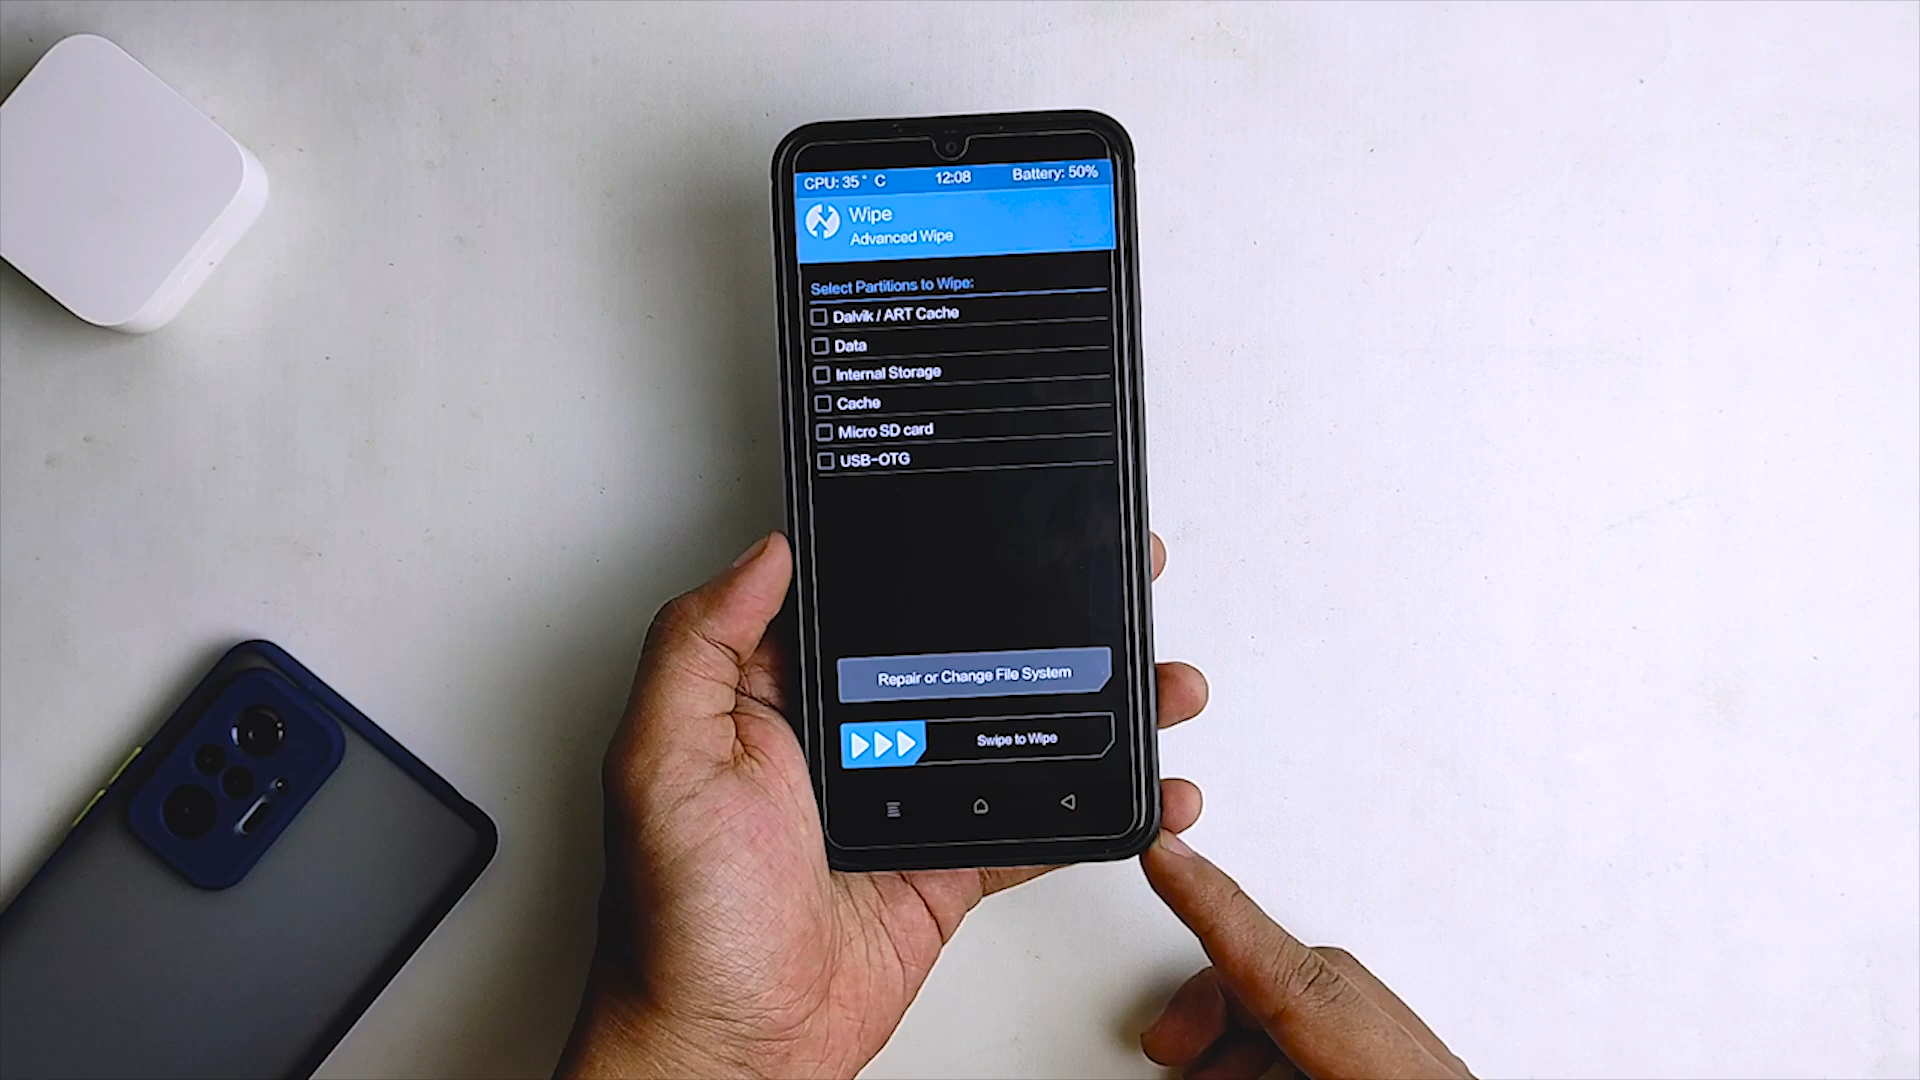 CPU: 35° C 12:08 Battery: 50%
Wipe
Advanced Wipe
Select Partitions to Wipe:
Dalvik / ART Cache
Data
Internal Storage
Cache
Micro SD card
USB-OTG
Repair or Change File System
Swipe to Wipe